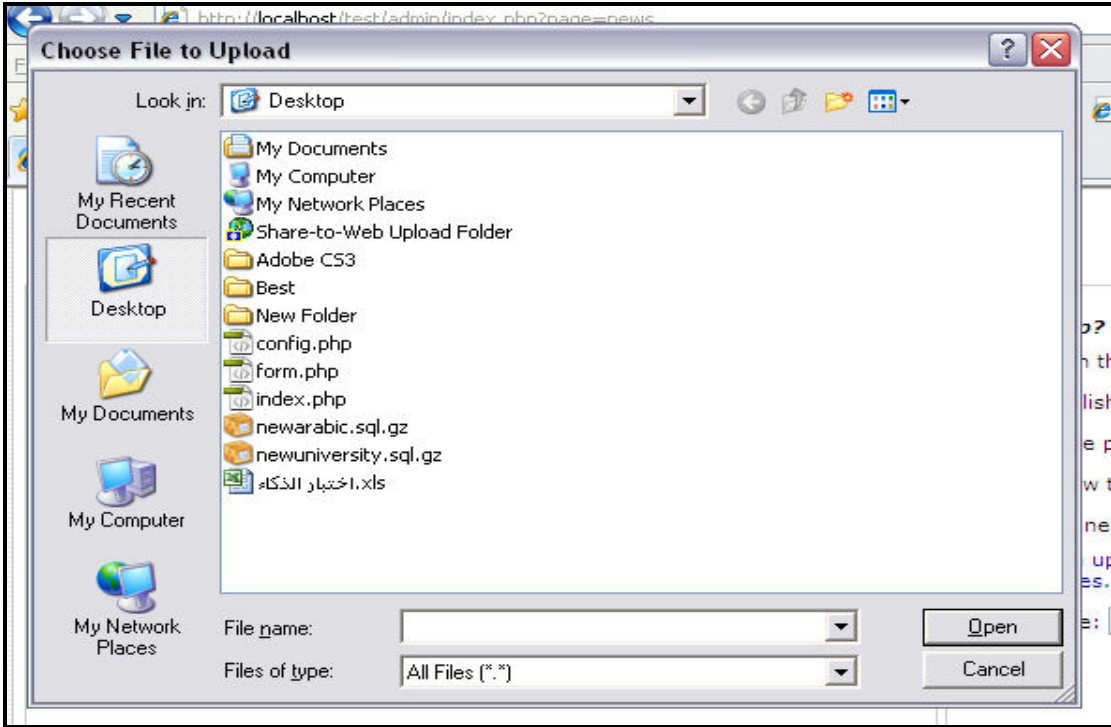 http://localhost/test/admin/index.php?page=news
Choose File to Upload
Look in:
Desktop
My Recent
Documents
Desktop
My Documents
My Computer
My Network
Places
My Documents
My Computer
My Network Places
Share-to-Web Upload Folder
Adobe CS3
Best
New Folder
config.php
form.php
index.php
newarabic.sql.gz
newuniversity.sql.gz
اختبار الذكاء.xls
File name:
Open
Files of type:
All Files (*.*)
Cancel